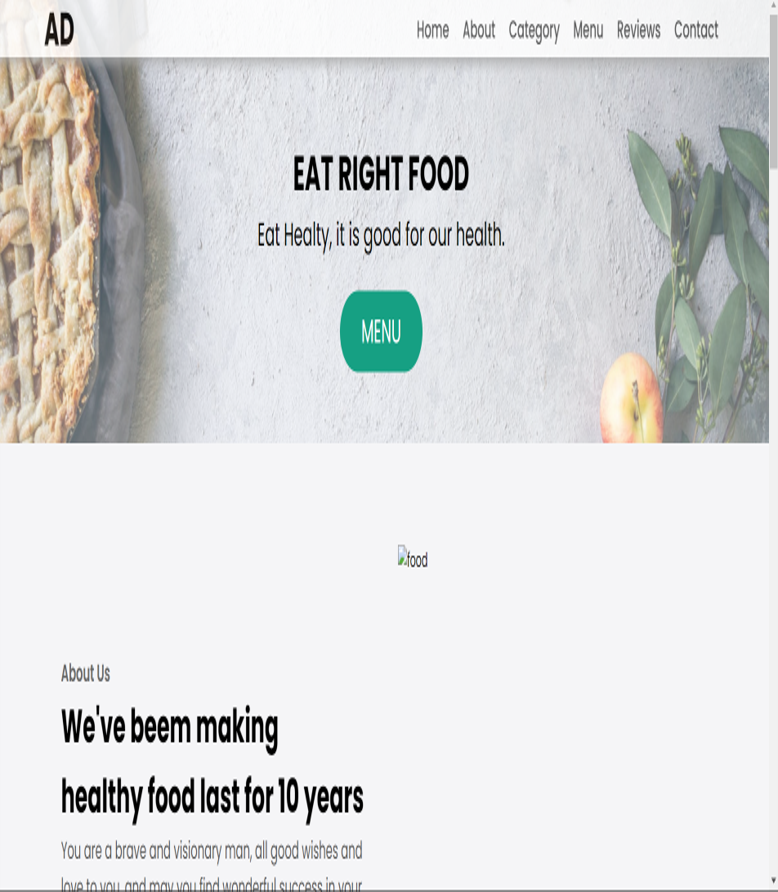 AD
Home About Category Menu Reviews Contact
EAT RIGHT FOOD
Eat Healty, it is good for our health.
MENU
food
About Us
We've beem making
healthy food last for 10 years
You are a brave and visionary man, all good wishes and
love to you, and may you find wonderful success in your